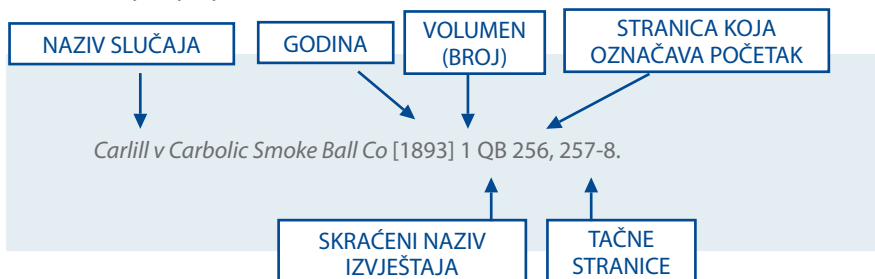 NAZIV SLUČAJA
GODINA
VOLUMEN
(BROJ)
STRANICA KOJA
OZNAČAVA POČETAK
Carlill v Carbolic Smoke Ball Co [1893] 1 QB 256, 257-8.
SKRAĆENI NAZIV
IZVJEŠTAJA
TAČNE
STRANICE